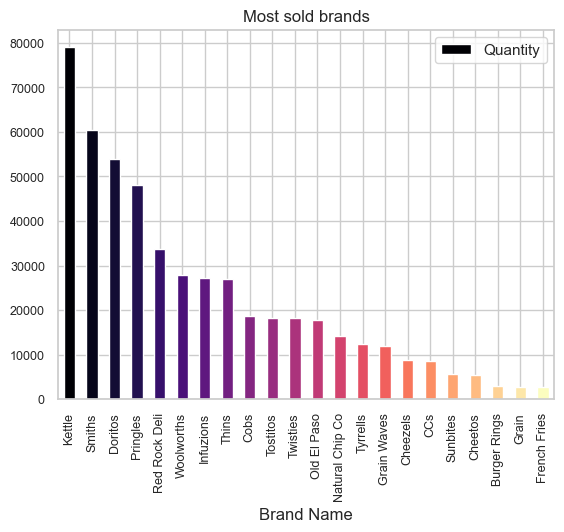 Most sold brands
Quantity
80000
70000
60000
50000
40000
30000
20000
10000
0
Kettle
Smiths
Doritos
Pringles
Red Rock Deli
Woolworths
Infuzions
Thins
Cobs
Tostitos
Twisties
Old El Paso
Natural Chip Co
Tyrrells
Grain Waves
Cheezels
CCs
Sunbites
Cheetos
Burger Rings
Grain
French Fries
Brand Name